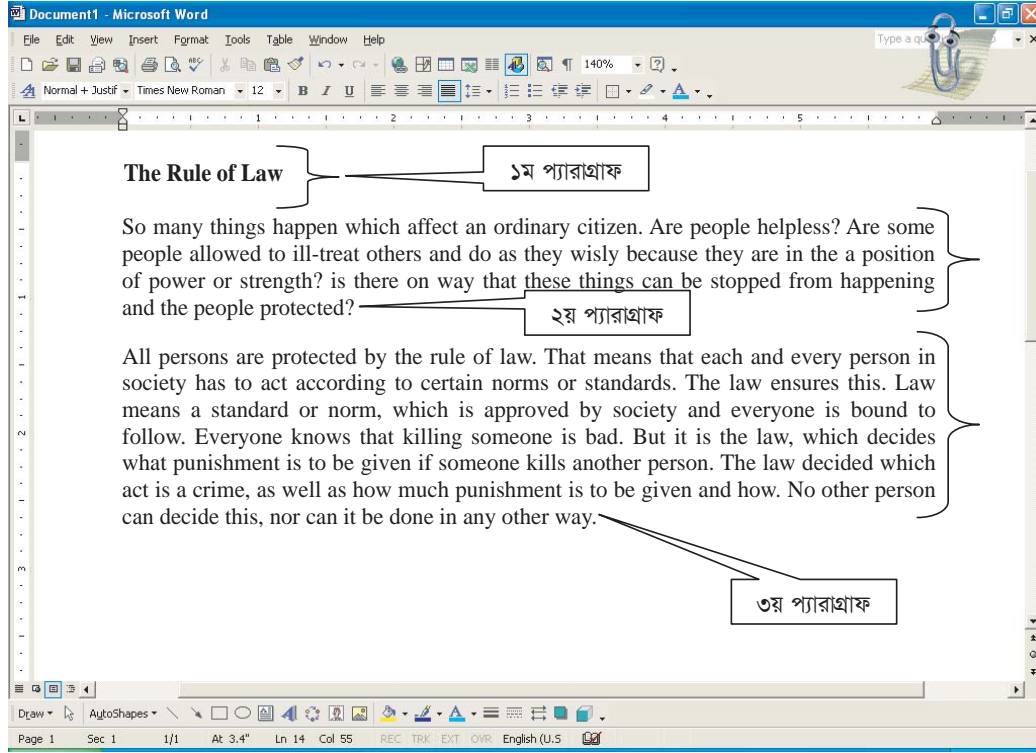 Document1 - Microsoft Word
File Edit View Insert Format Tools Table Window Help
Type a qu
140%
Normal + Justif Times New Roman 12 B I U
1 2 3 4 5
The Rule of Law
১ম প্যারাগ্রাফ
So many things happen which affect an ordinary citizen. Are people helpless? Are some
people allowed to ill-treat others and do as they wisly because they are in the a position
of power or strength? is there on way that these things can be stopped from happening
and the people protected?
২য় প্যারাগ্রাফ
All persons are protected by the rule of law. That means that each and every person in
society has to act according to certain norms or standards. The law ensures this. Law
means a standard or norm, which is approved by society and everyone is bound to
follow. Everyone knows that killing someone is bad. But it is the law, which decides
what punishment is to be given if someone kills another person. The law decided which
act is a crime, as well as how much punishment is to be given and how. No other person
can decide this, nor can it be done in any other way.
৩য় প্যারাগ্রাফ
Draw AutoShapes
Page 1 Sec 1 1/1 At 3.4" Ln 14 Col 55 REC TRK EXT OVR English (U.S